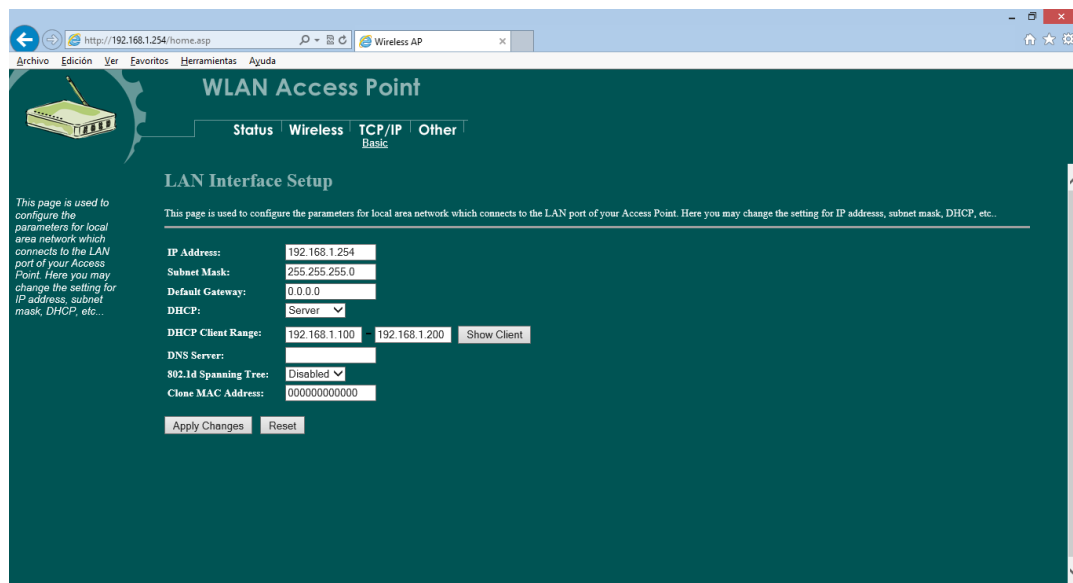 http://192.168.1.254/home.asp
Wireless AP
Archivo Edición Ver Favoritos Herramientas Ayuda
WLAN Access Point
Status Wireless TCP/IP Other
Basic
This page is used to
configure the
parameters for local
area network which
connects to the LAN
port of your Access
Point. Here you may
change the setting for
IP address, subnet
mask, DHCP, etc...
LAN Interface Setup
This page is used to configure the parameters for local area network which connects to the LAN port of your Access Point. Here you may change the setting for IP addresss, subnet mask, DHCP, etc..
IP Address: 192.168.1.254
Subnet Mask: 255.255.255.0
Default Gateway: 0.0.0.0
DHCP: Server
DHCP Client Range: 192.168.1.100 - 192.168.1.200 Show Client
DNS Server:
802.1d Spanning Tree: Disabled
Clone MAC Address: 000000000000
Apply Changes Reset